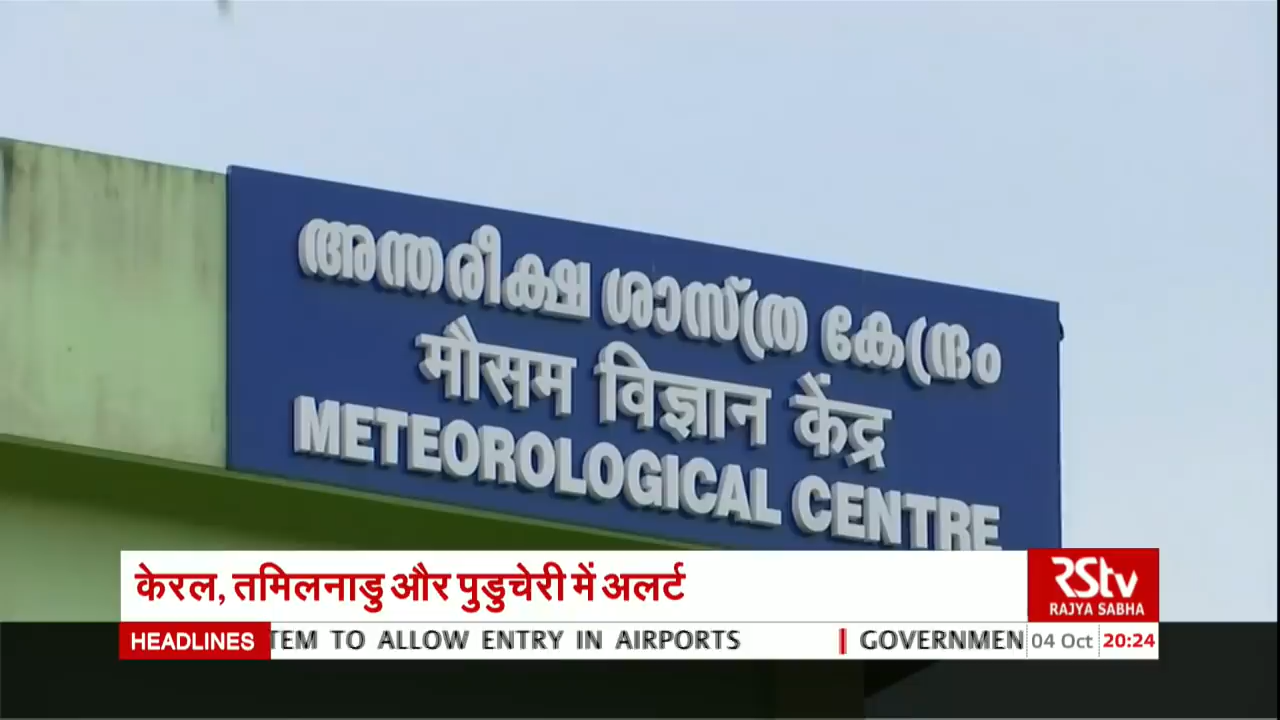 അന്തരീക്ഷ ശാസ്ത്ര കേന്ദ്രം
मौसम विज्ञान केंद्र
METEOROLOGICAL CENTRE
केरल, तमिलनाडु और पुडुचेरी में अलर्ट
RStv
RAJYA SABHA
HEADLINES TEM TO ALLOW ENTRY IN AIRPORTS | GOVERNMEN 04 Oct 20:24